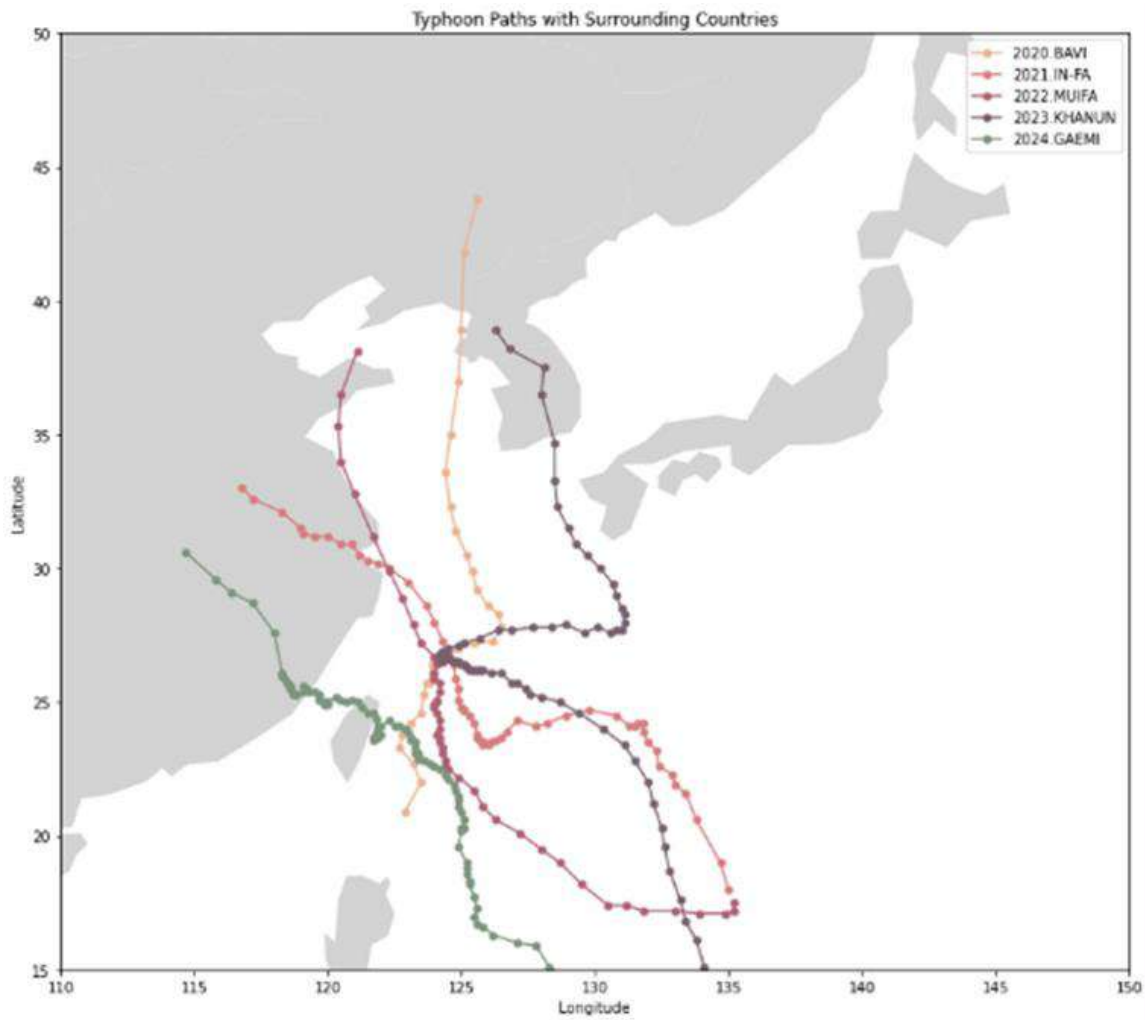 Typhoon Paths with Surrounding Countries
50
45
40
35
30
25
20
15
Latitude
2020.BAVI
2021.IN-FA
2022.MUIFA
2023.KHANUN
2024.GAEMI
110 115 120 125 130 135 140 145 150
Longitude